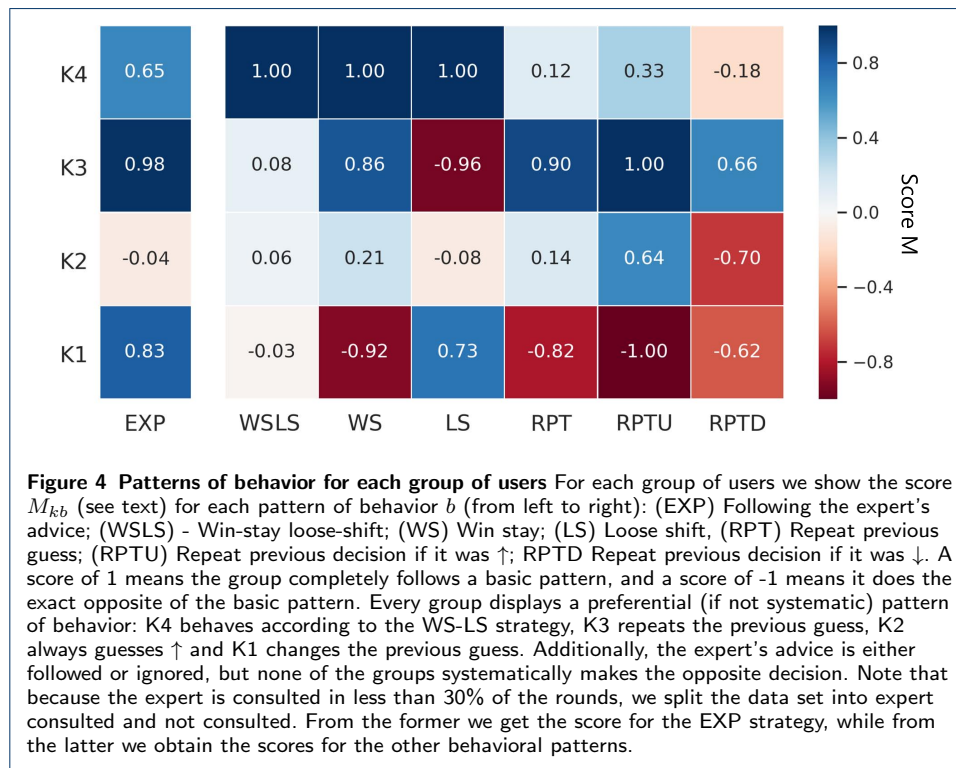 K4 0.65 1.00 1.00 1.00 0.12 0.33 -0.18
K3 0.98 0.08 0.86 -0.96 0.90 1.00 0.66
K2 -0.04 0.06 0.21 -0.08 0.14 0.64 -0.70
K1 0.83 -0.03 -0.92 0.73 -0.82 -1.00 -0.62
EXP WSLS WS LS RPT RPTU RPTD
0.8
0.4
0.0
−0.4
−0.8
Score M
Figure 4 Patterns of behavior for each group of users For each group of users we show the score
M_kb (see text) for each pattern of behavior b (from left to right): (EXP) Following the expert's
advice; (WSLS) - Win-stay loose-shift; (WS) Win stay; (LS) Loose shift, (RPT) Repeat previous
guess; (RPTU) Repeat previous decision if it was ↑; RPTD Repeat previous decision if it was ↓. A
score of 1 means the group completely follows a basic pattern, and a score of -1 means it does the
exact opposite of the basic pattern. Every group displays a preferential (if not systematic) pattern
of behavior: K4 behaves according to the WS-LS strategy, K3 repeats the previous guess, K2
always guesses ↑ and K1 changes the previous guess. Additionally, the expert's advice is either
followed or ignored, but none of the groups systematically makes the opposite decision. Note that
because the expert is consulted in less than 30% of the rounds, we split the data set into expert
consulted and not consulted. From the former we get the score for the EXP strategy, while from
the latter we obtain the scores for the other behavioral patterns.